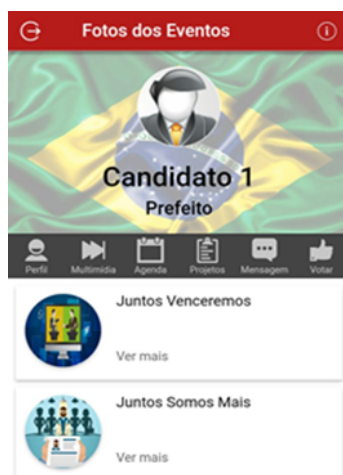 Fotos dos Eventos
Candidato 1
Prefeito
Perfil Multimídia Agenda Projetos Mensagem Votar
Juntos Venceremos
Ver mais
Juntos Somos Mais
Ver mais